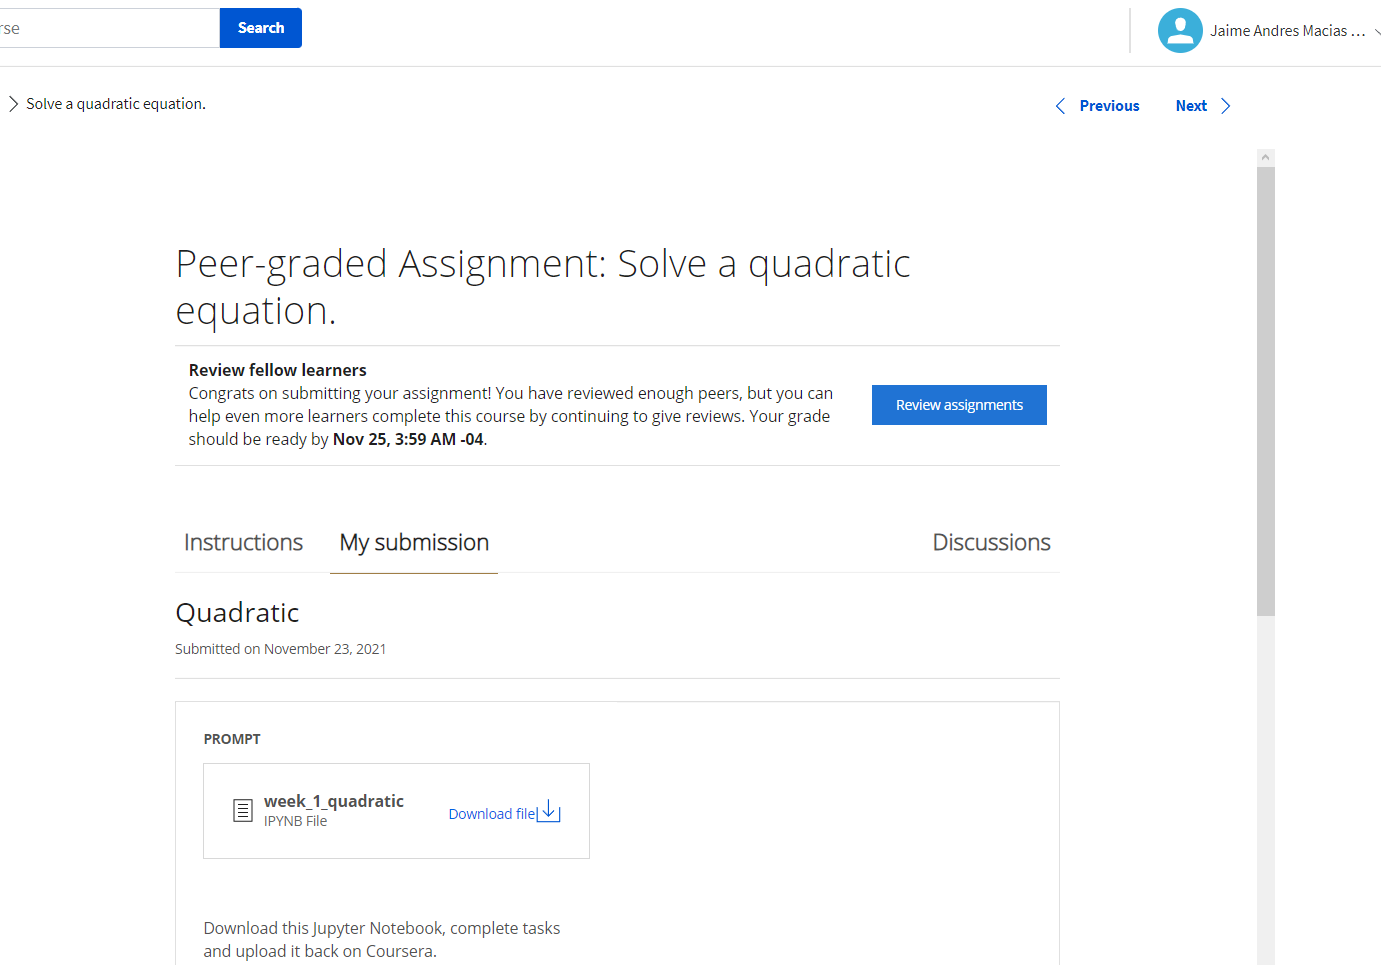 rse
Search
Jaime Andres Macias ...
Solve a quadratic equation.
Previous
Next
Peer-graded Assignment: Solve a quadratic
equation.
Review fellow learners
Congrats on submitting your assignment! You have reviewed enough peers, but you can
help even more learners complete this course by continuing to give reviews. Your grade
should be ready by Nov 25, 3:59 AM -04.
Review assignments
Instructions
My submission
Discussions
Quadratic
Submitted on November 23, 2021
PROMPT
week_1_quadratic
IPYNB File
Download file
Download this Jupyter Notebook, complete tasks
and upload it back on Coursera.